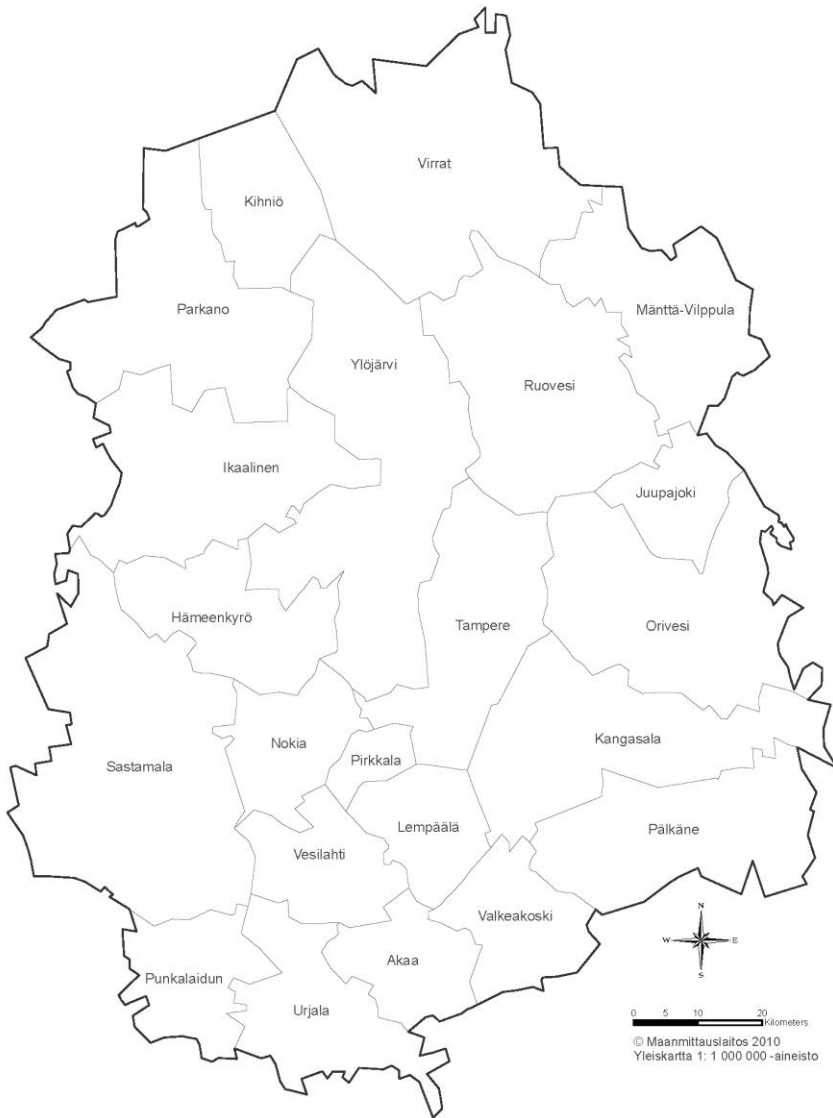 Virrat
Kihniö
Parkano
Mänttä-Vilppula
Ylöjärvi
Ruovesi
Ikaalinen
Juupajoki
Hämeenkyrö
Tampere
Orivesi
Kangasala
Nokia
Pirkkala
Sastamala
Lempäälä
Pälkäne
Vesilahti
Valkeakoski
N
W E
S
Akaa
Punkalaidun
Urjala
0 5 10 20
Kilometers
© Maanmittauslaitos 2010
Yleiskartta 1: 1 000 000 -aineisto